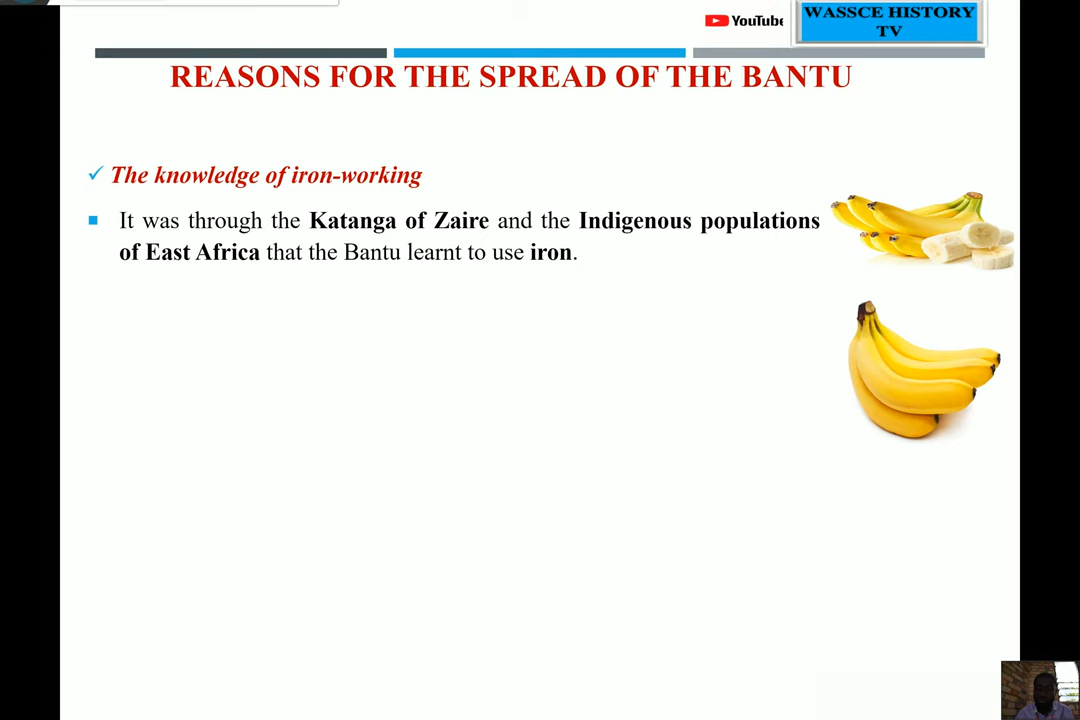 YouTube
WASSCE HISTORY
TV
REASONS FOR THE SPREAD OF THE BANTU
The knowledge of iron-working
It was through the Katanga of Zaire and the Indigenous populations
of East Africa that the Bantu learnt to use iron.